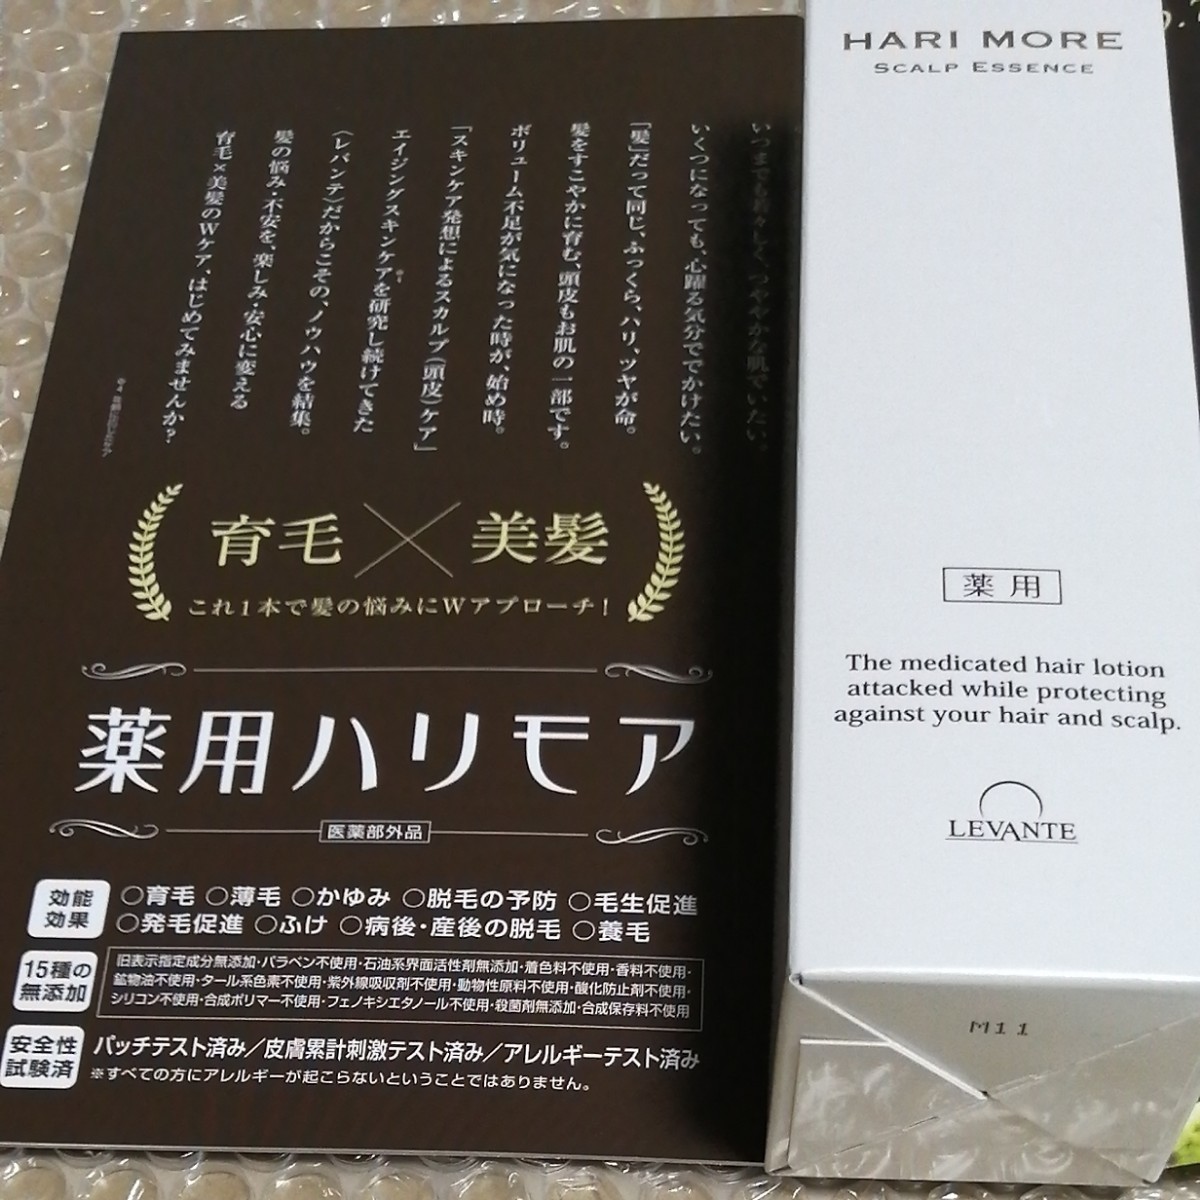 いつまでも若々しく、つややかな肌でいたい。
いくつになっても、心躍る気分ででかけたい。
「髪」だって同じ、ふっくら、ハリ、ツヤが命。
髪をすこやかに育む、頭皮もお肌の一部です。
ボリューム不足が気になった時が、始め時。
「スキンケア発想によるスカルプ(頭皮)ケア」
エイジングスキンケア※4を研究し続けてきた
〈レバンテ〉だからこその、ノウハウを結集。
髪の悩み・不安を、楽しみ・安心に変える
育毛×美髪のWケア、はじめてみませんか?
※4 年齢に応じたケア
育毛×美髪
これ1本で髪の悩みにWアプローチ!
薬用ハリモア
医薬部外品
効能効果
○育毛 ○薄毛 ○かゆみ ○脱毛の予防 ○毛生促進
○発毛促進 ○ふけ ○病後・産後の脱毛 ○養毛
15種の無添加
旧表示指定成分無添加・パラベン不使用・石油系界面活性剤無添加・着色料不使用・香料不使用・
鉱物油不使用・タール系色素不使用・紫外線吸収剤不使用・動物性原料不使用・酸化防止剤不使用・
シリコン不使用・合成ポリマー不使用・フェノキシエタノール不使用・殺菌剤無添加・合成保存料不使用
安全性試験済
パッチテスト済み/皮膚累計刺激テスト済み/アレルギーテスト済み
※すべての方にアレルギーが起こらないということではありません。
HARI MORE
SCALP ESSENCE
薬用
The medicated hair lotion
attacked while protecting
against your hair and scalp.
LEVANTE
M11